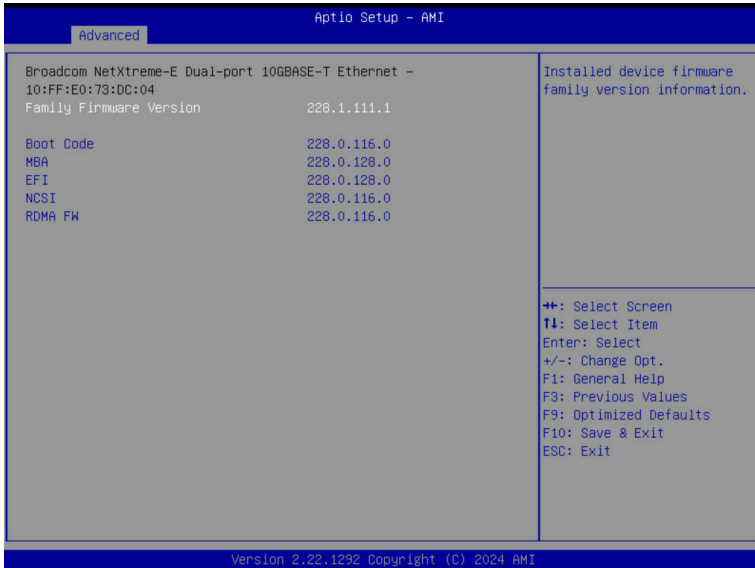 Aptio Setup - AMI
Advanced
Broadcom NetXtreme-E Dual-port 10GBASE-T Ethernet -
10:FF:E0:73:DC:04
Family Firmware Version 228.1.111.1
Boot Code 228.0.116.0
MBA 228.0.128.0
EFI 228.0.128.0
NCSI 228.0.116.0
RDMA FW 228.0.116.0
Installed device firmware
family version information.
→←: Select Screen
↑↓: Select Item
Enter: Select
+/-: Change Opt.
F1: General Help
F3: Previous Values
F9: Optimized Defaults
F10: Save & Exit
ESC: Exit
Version 2.22.1292 Copyright (C) 2024 AMI